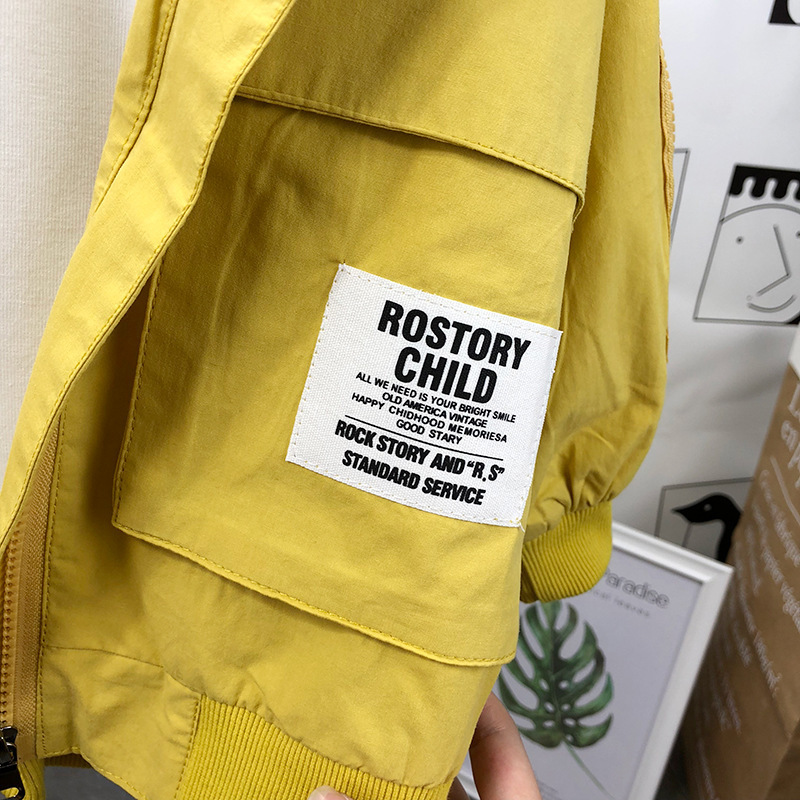 ROSTORY
CHILD
ALL WE NEED IS YOUR BRIGHT SMILE
OLD AMERICA VINTAGE
HAPPY CHIDHOOD MEMORIESA
GOOD STARY
ROCK STORY AND "R.S"
STANDARD SERVICE
Paradise